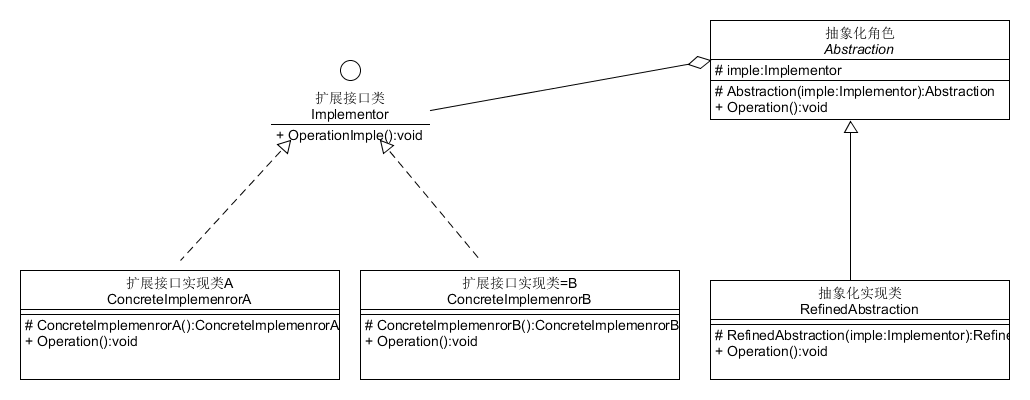 抽象化角色
Abstraction
# imple:Implementor
# Abstraction(imple:Implementor):Abstraction
+ Operation():void
扩展接口类
Implementor
+ OperationImple():void
扩展接口实现类A
ConcreteImplemenrorA
# ConcreteImplemenrorA():ConcreteImplemenrorA
+ Operation():void
扩展接口实现类=B
ConcreteImplemenrorB
# ConcreteImplemenrorB():ConcreteImplemenrorB
+ Operation():void
抽象化实现类
RefinedAbstraction
# RefinedAbstraction(imple:Implementor):Refine
+ Operation():void